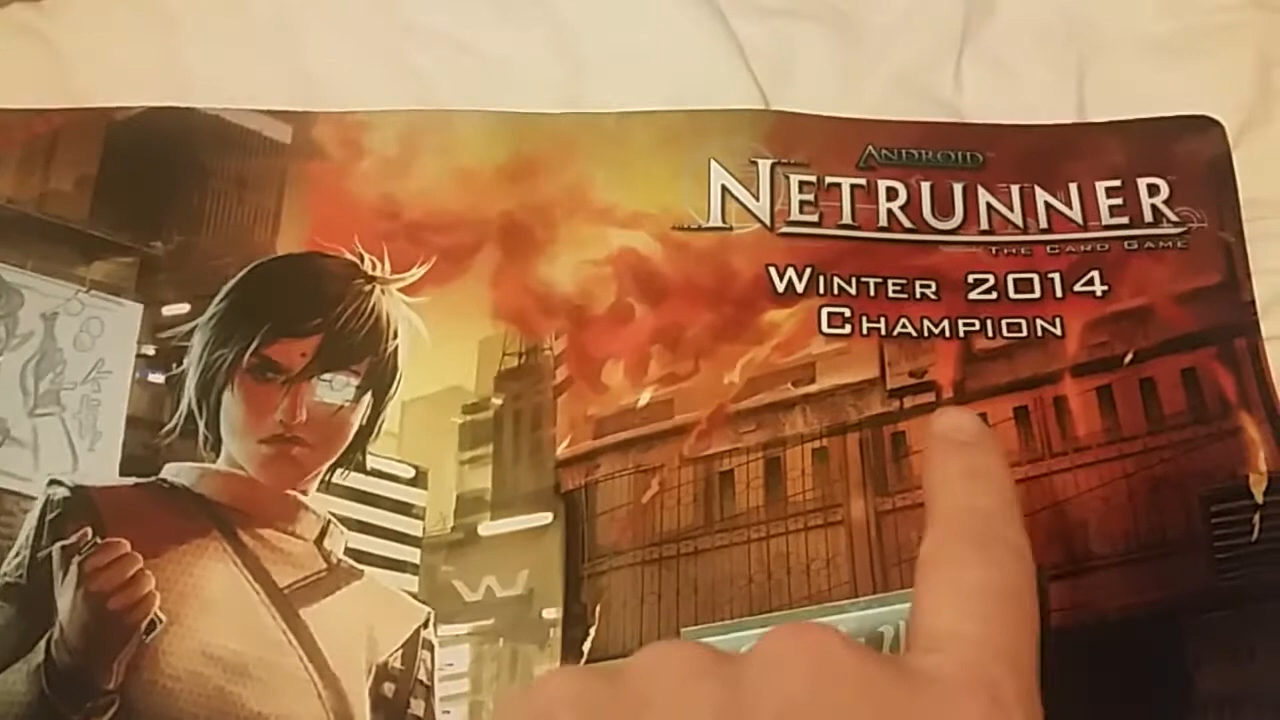 ANDROID
NETRUNNER
THE CARD GAME
WINTER 2014
CHAMPION
W